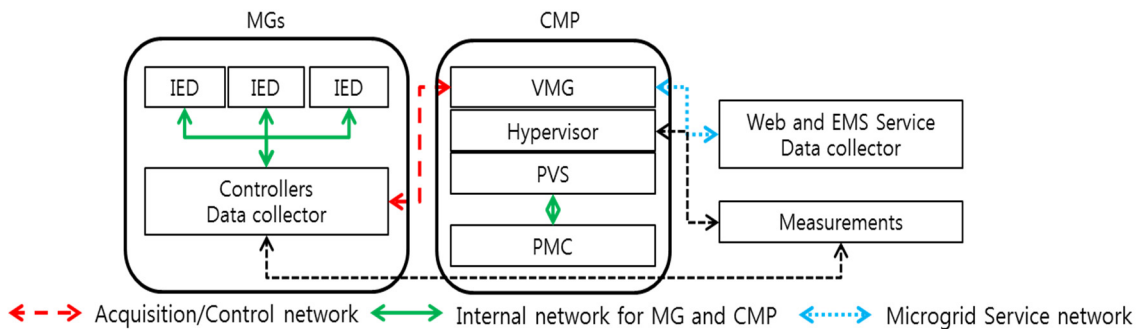 MGs
CMP
IED
IED
IED
Controllers
Data collector
VMG
Hypervisor
PVS
PMC
Web and EMS Service
Data collector
Measurements
Acquisition/Control network
Internal network for MG and CMP
Microgrid Service network